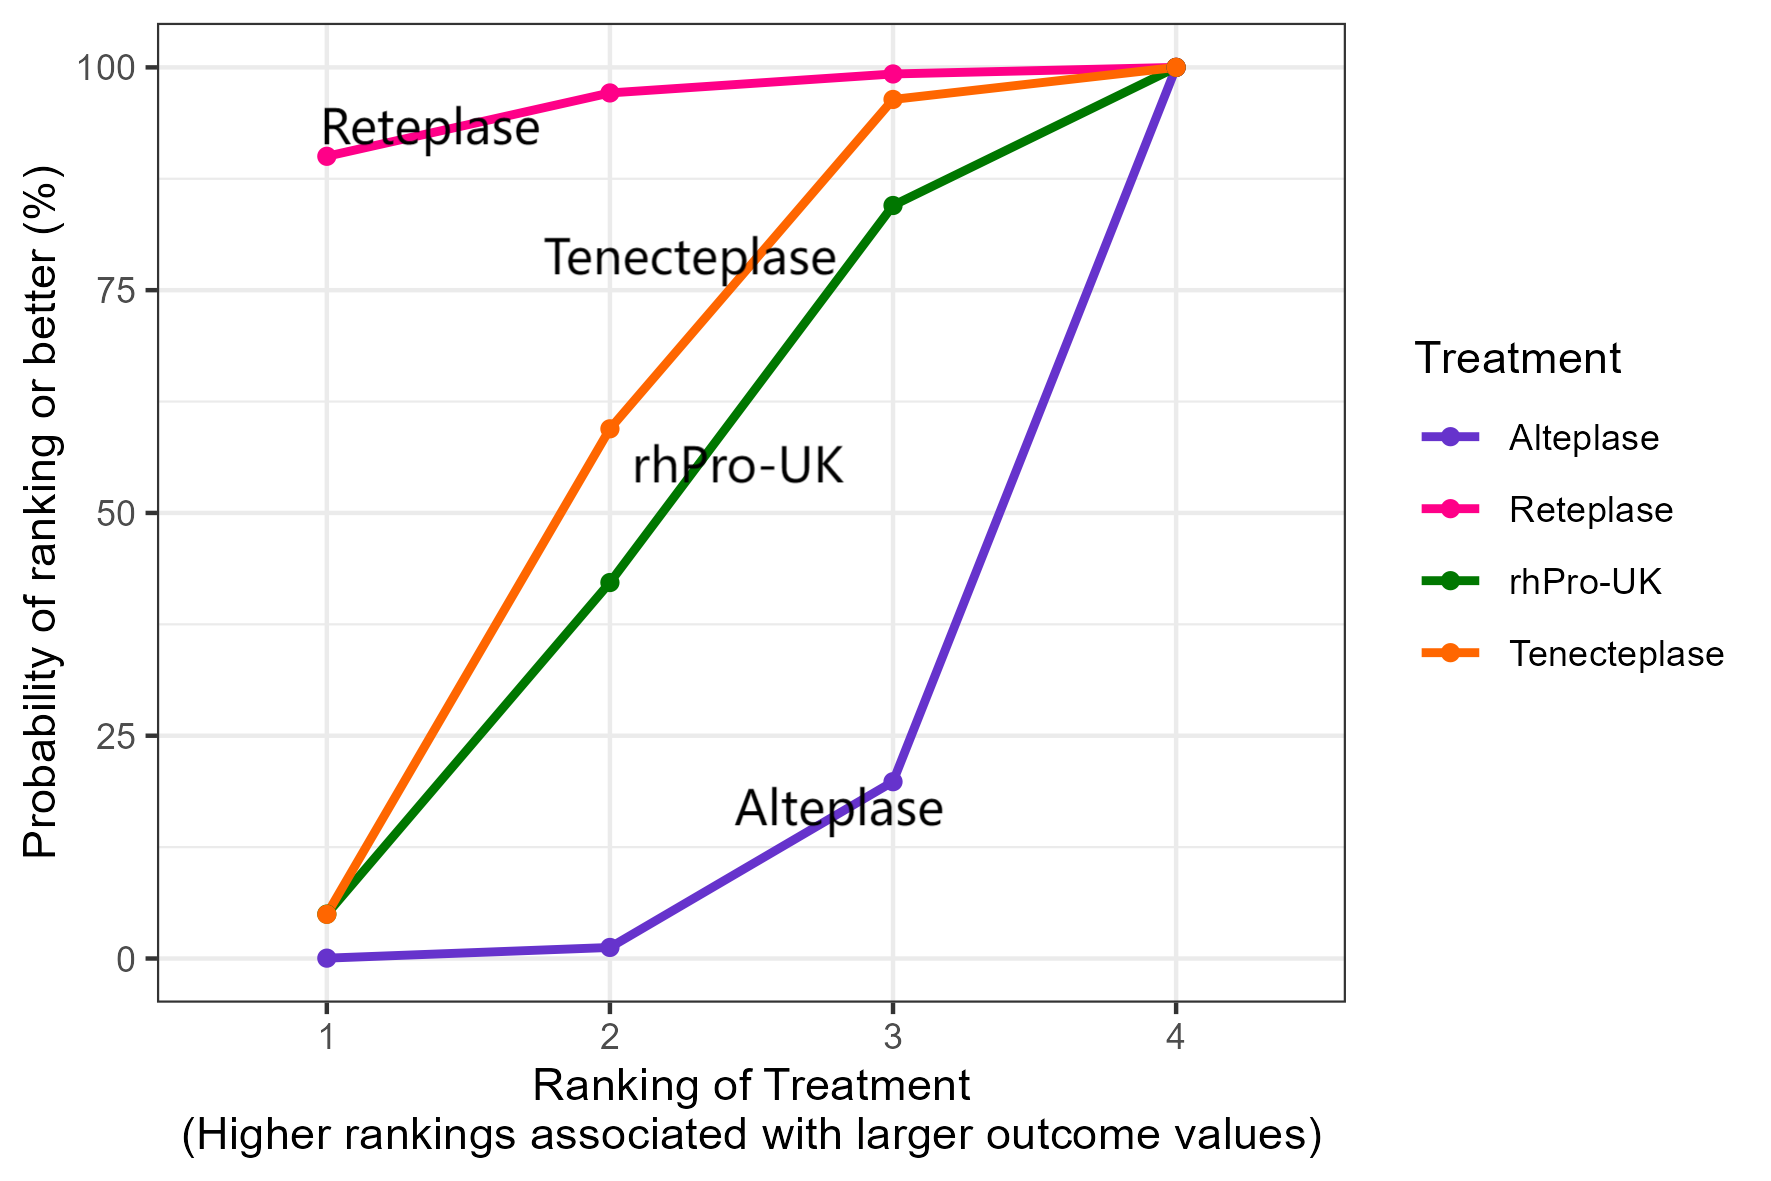 Probability of ranking or better (%)
100
75
50
25
0
Reteplase
Tenecteplase
rhPro-UK
Alteplase
1 2 3 4
Ranking of Treatment
(Higher rankings associated with larger outcome values)
Treatment
Alteplase
Reteplase
rhPro-UK
Tenecteplase